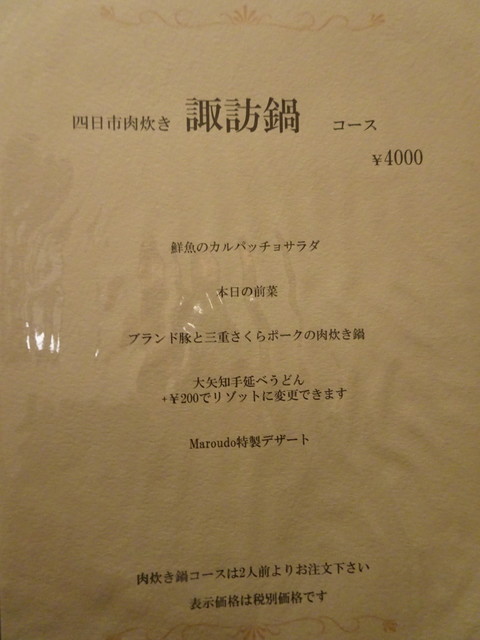 四日市肉炊き 諏訪鍋 コース
¥4000
鮮魚のカルパッチョサラダ
本日の前菜
ブランド豚と三重さくらポークの肉炊き鍋
大矢知手延べうどん
+¥200でリゾットに変更できます
Maroudo特製デザート
肉炊き鍋コースは2人前よりお注文下さい
表示価格は税別価格です